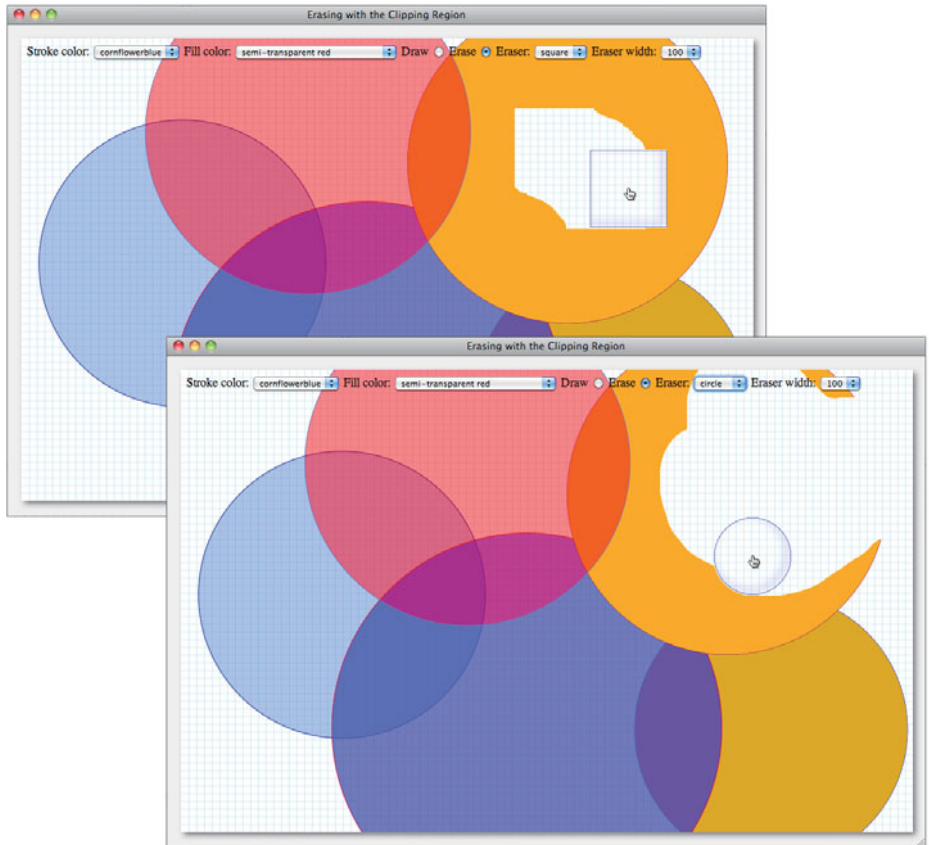 Erasing with the Clipping Region
Stroke color: cornflowerblue Fill color: semi-transparent red Draw Erase Eraser: square Eraser width: 100
Erasing with the Clipping Region
Stroke color: cornflowerblue Fill color: semi-transparent red Draw Erase Eraser: circle Eraser width: 100